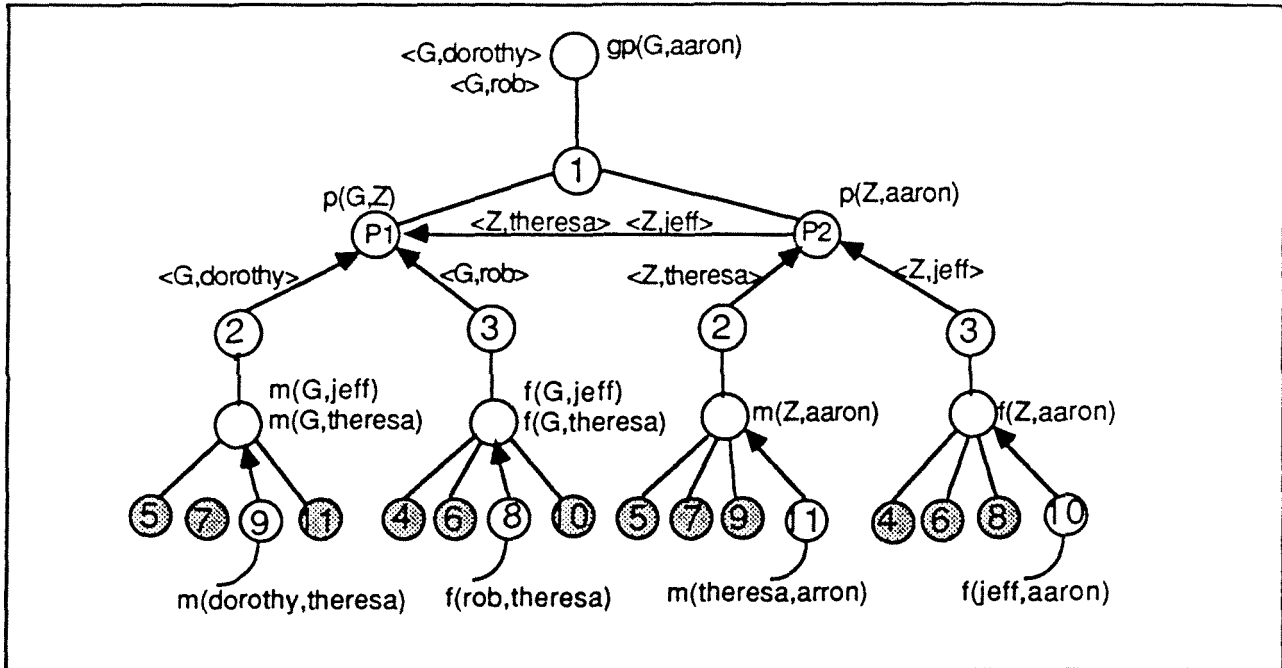 <G,dorothy> gp(G,aaron)
<G,rob>
1
p(G,Z) p(Z,aaron)
P1 <Z,theresa> <Z,jeff> P2
<G,dorothy> <G,rob> <Z,theresa> <Z,jeff>
2 3 2 3
m(G,jeff) f(G,jeff)
m(G,theresa) f(G,theresa) m(Z,aaron) f(Z,aaron)
5 7 9 11 4 6 8 10 5 7 9 11 4 6 8 10
m(dorothy,theresa) f(rob,theresa) m(theresa,arron) f(jeff,aaron)